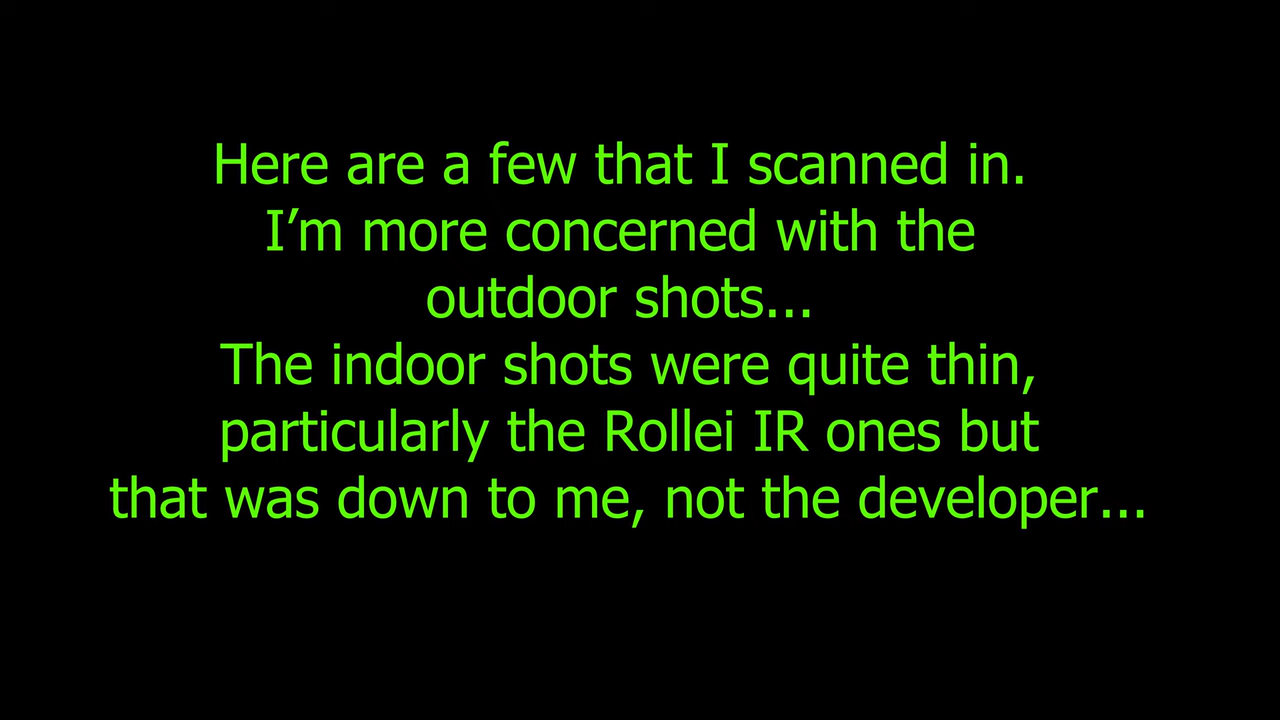 Here are a few that I scanned in.
I’m more concerned with the
outdoor shots...
The indoor shots were quite thin,
particularly the Rollei IR ones but
that was down to me, not the developer...